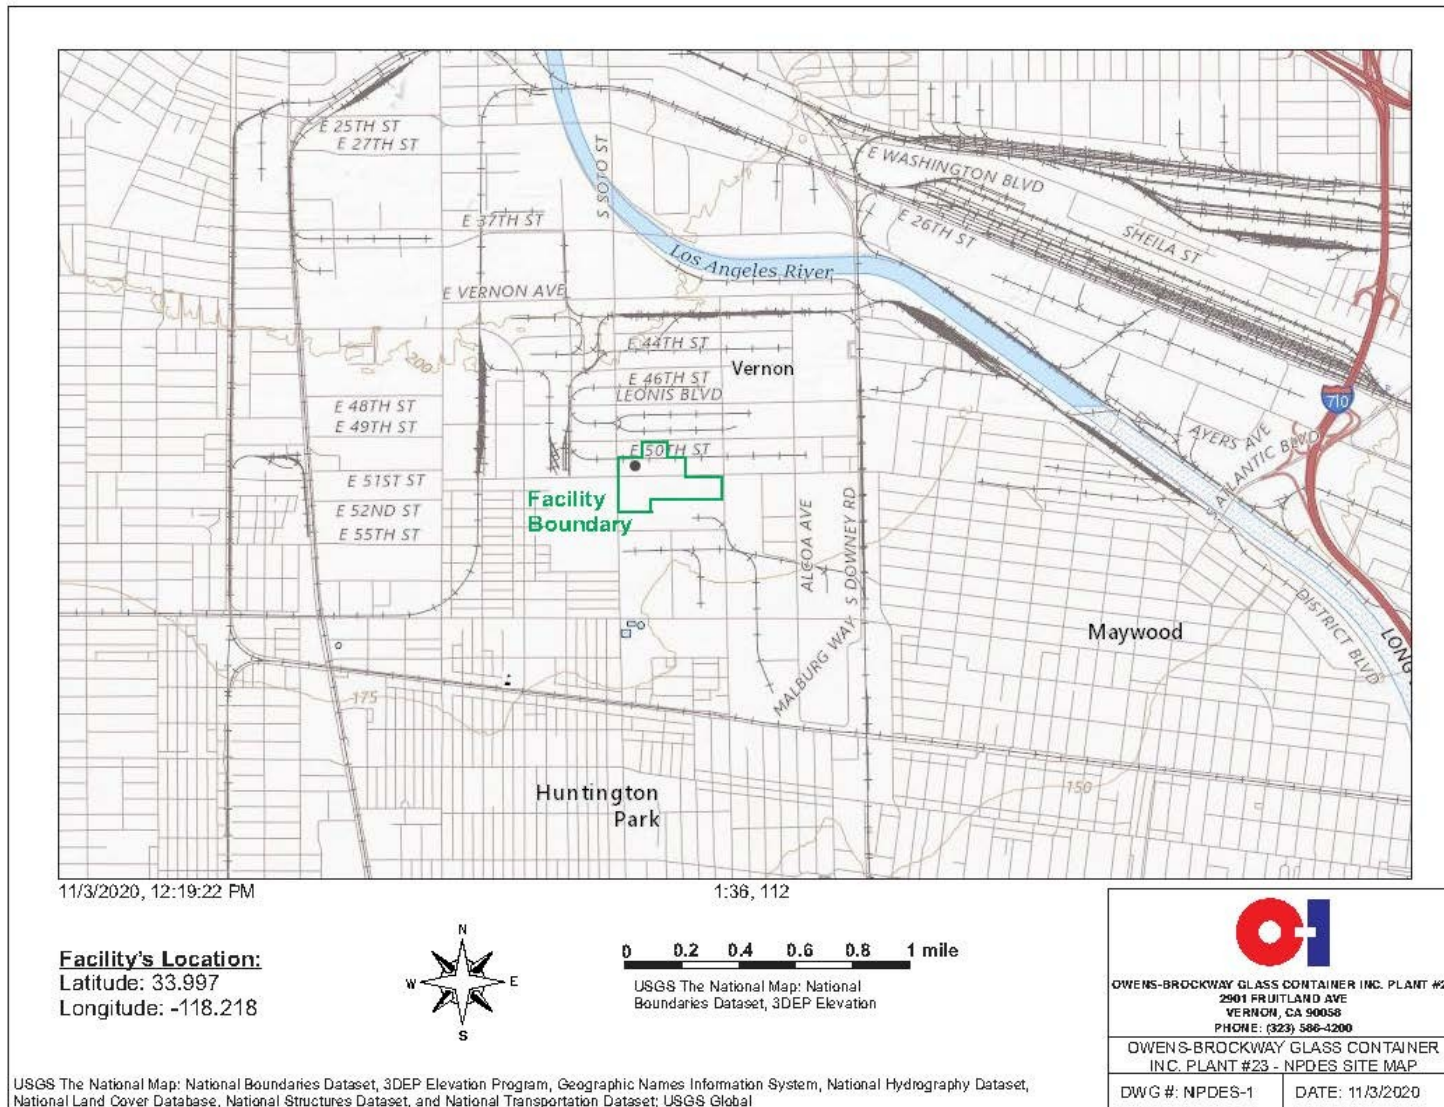 E 25TH ST
E 27TH ST
S SOTO ST
E WASHINGTON BLVD
E 37TH ST
E 26TH ST
SHEILA ST
Los Angeles River
E VERNON AVE
E 44TH ST
200
Vernon
E 46TH ST
LEONIS BLVD
710
E 48TH ST
E 49TH ST
AYERS AVE
ATLANTIC BLVD
E 50TH ST
E 51ST ST
Facility
Boundary
E 52ND ST
E 55TH ST
ALCOA AVE
S DOWNEY RD
DISTRICT BLVD
LONG
Maywood
MALBURG WAY
175
150
Huntington
Park
11/3/2020, 12:19:22 PM
1:36, 112
Facility's Location:
Latitude: 33.997
Longitude: -118.218
N
W
E
S
0 0.2 0.4 0.6 0.8 1 mile
USGS The National Map: National
Boundaries Dataset, 3DEP Elevation
OWENS-BROCKWAY GLASS CONTAINER INC. PLANT #2
2901 FRUITLAND AVE
VERNON, CA 90058
PHONE: (323) 586-4200
OWENS-BROCKWAY GLASS CONTAINER
INC. PLANT #23 - NPDES SITE MAP
DWG #: NPDES-1
DATE: 11/3/2020
USGS The National Map: National Boundaries Dataset, 3DEP Elevation Program, Geographic Names Information System, National Hydrography Dataset,
National Land Cover Database, National Structures Dataset, and National Transportation Dataset; USGS Global